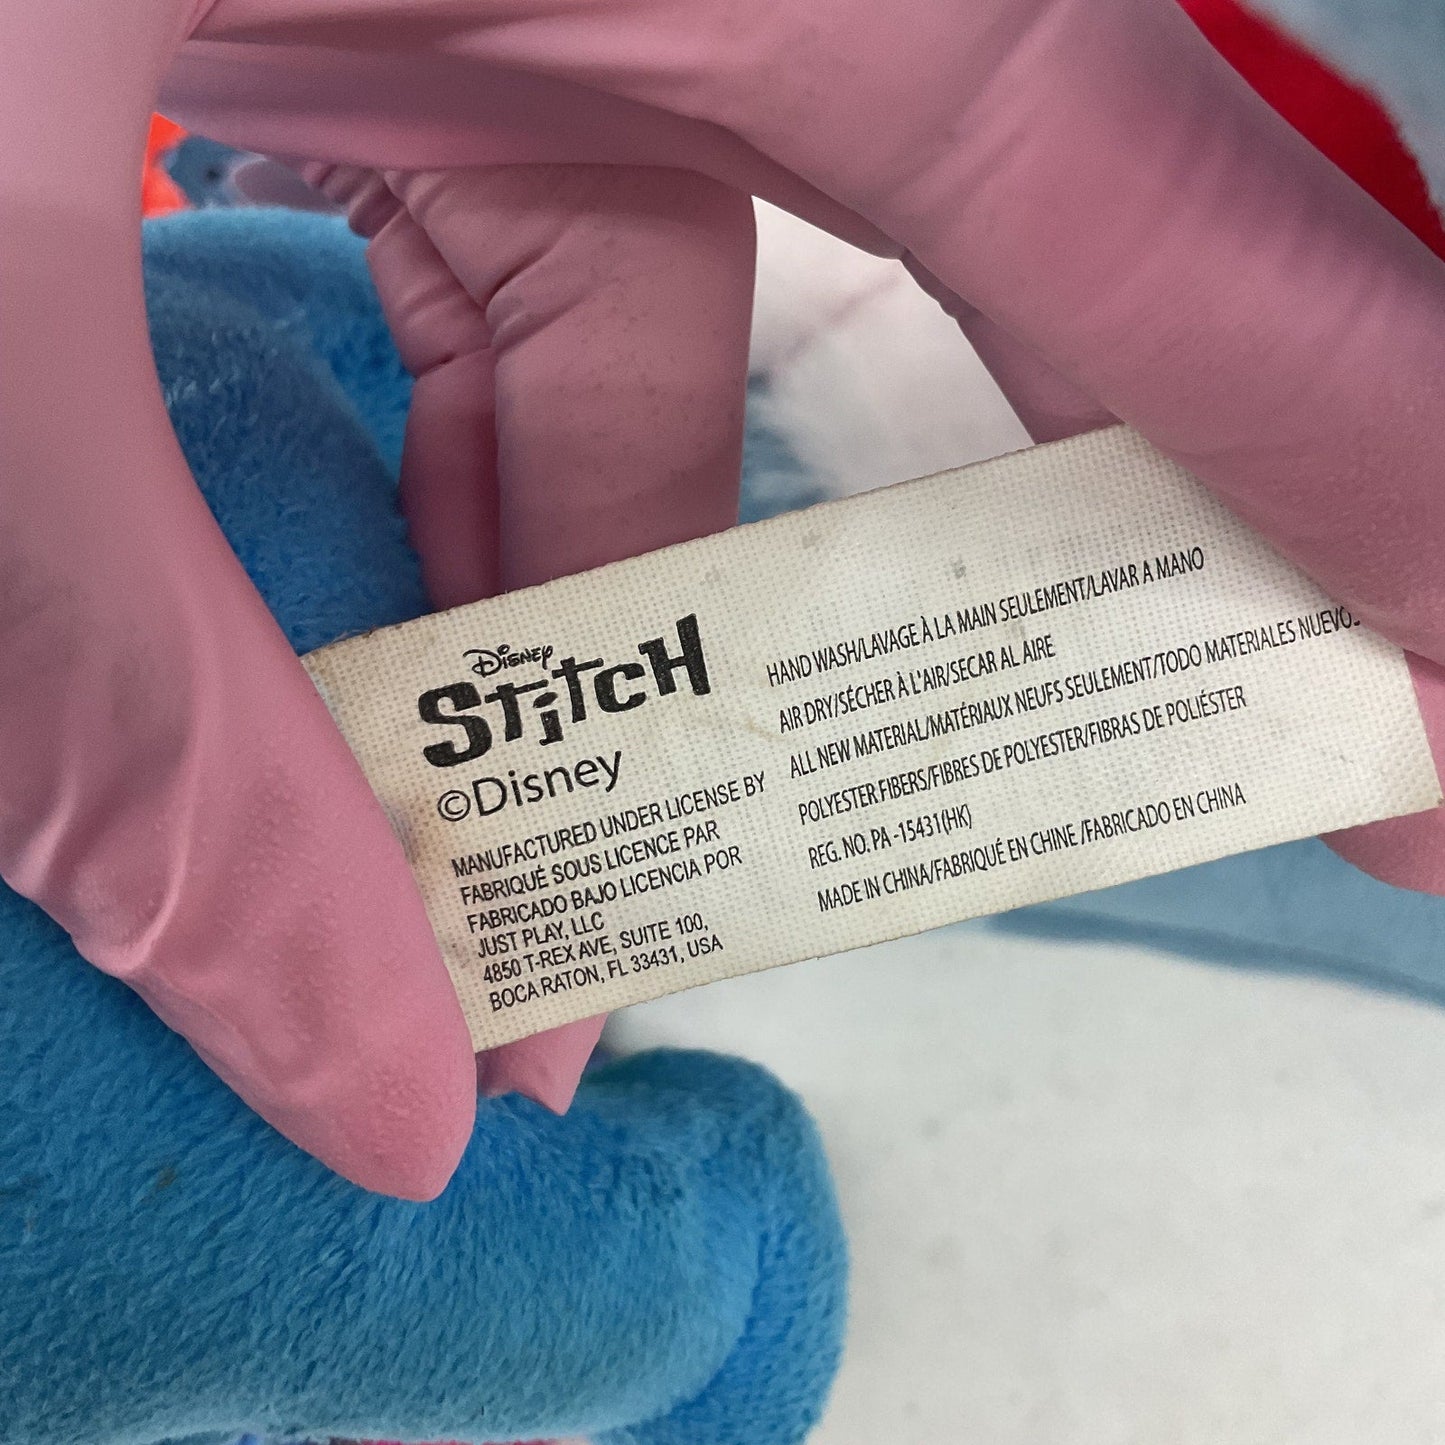 Disney
Stitch
©Disney
MANUFACTURED UNDER LICENSE BY
FABRIQUÉ SOUS LICENCE PAR
FABRICADO BAJO LICENCIA POR
JUST PLAY, LLC
4850 T-REX AVE, SUITE 100,
BOCA RATON, FL 33431, USA
HAND WASH/LAVAGE À LA MAIN SEULEMENT/LAVAR A MANO
AIR DRY/SÉCHER À L'AIR/SECAR AL AIRE
ALL NEW MATERIAL/MATÉRIAUX NEUFS SEULEMENT/TODO MATERIALES NUEVOS
POLYESTER FIBERS/FIBRES DE POLYESTER/FIBRAS DE POLIÉSTER
REG. NO. PA -15431(HK)
MADE IN CHINA/FABRIQUÉ EN CHINE /FABRICADO EN CHINA